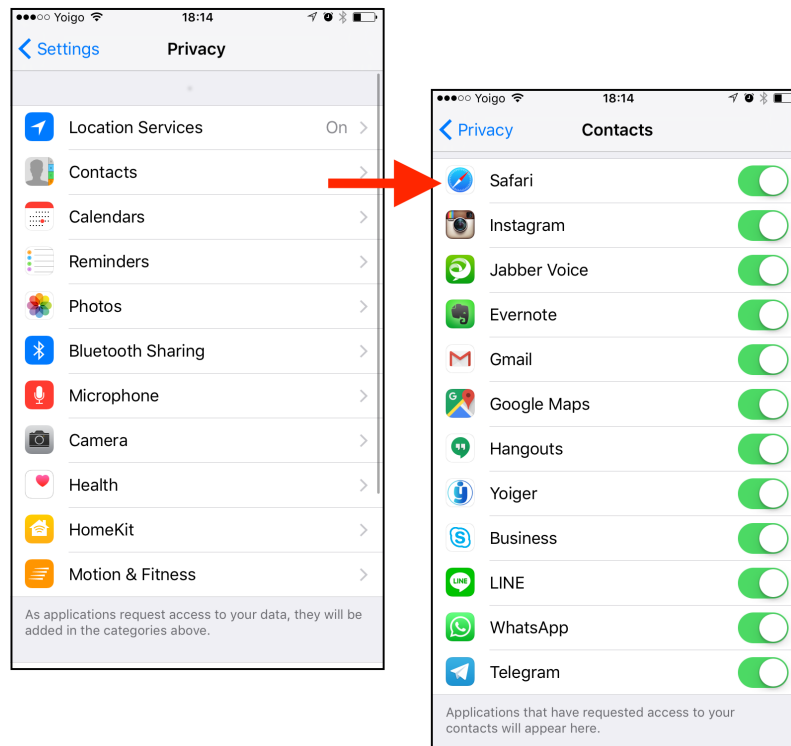 Yoigo 18:14
Settings Privacy
Location Services On
Contacts
Calendars
Reminders
Photos
Bluetooth Sharing
Microphone
Camera
Health
HomeKit
Motion & Fitness
As applications request access to your data, they will be
added in the categories above.
Yoigo 18:14
Privacy Contacts
Safari
Instagram
Jabber Voice
Evernote
Gmail
G
Google Maps
Hangouts
Yoiger
S Business
LINE LINE
WhatsApp
Telegram
Applications that have requested access to your
contacts will appear here.